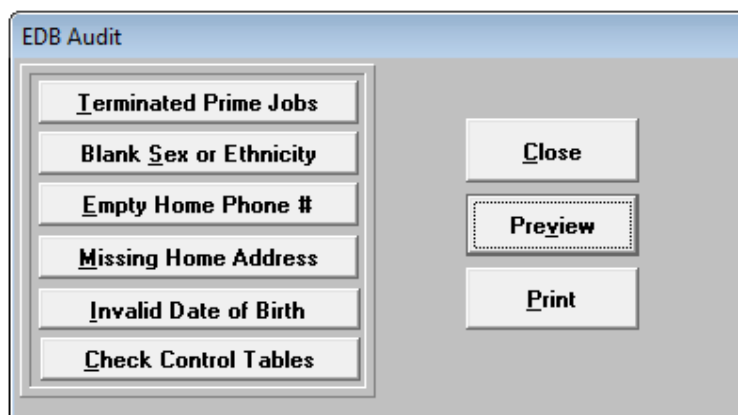 EDB Audit
Terminated Prime Jobs
Blank Sex or Ethnicity
Empty Home Phone #
Missing Home Address
Invalid Date of Birth
Check Control Tables
Close
Preview
Print